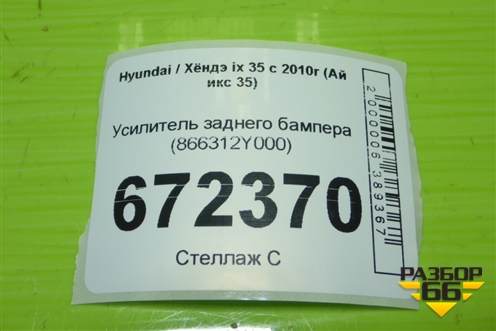 Hyundai / Хёндэ ix 35 с 2010г (Ай
икс 35)
Усилитель заднего бампера
(866312Y000)
672370
Стеллаж С
2000006389367
РАЗБОР
66